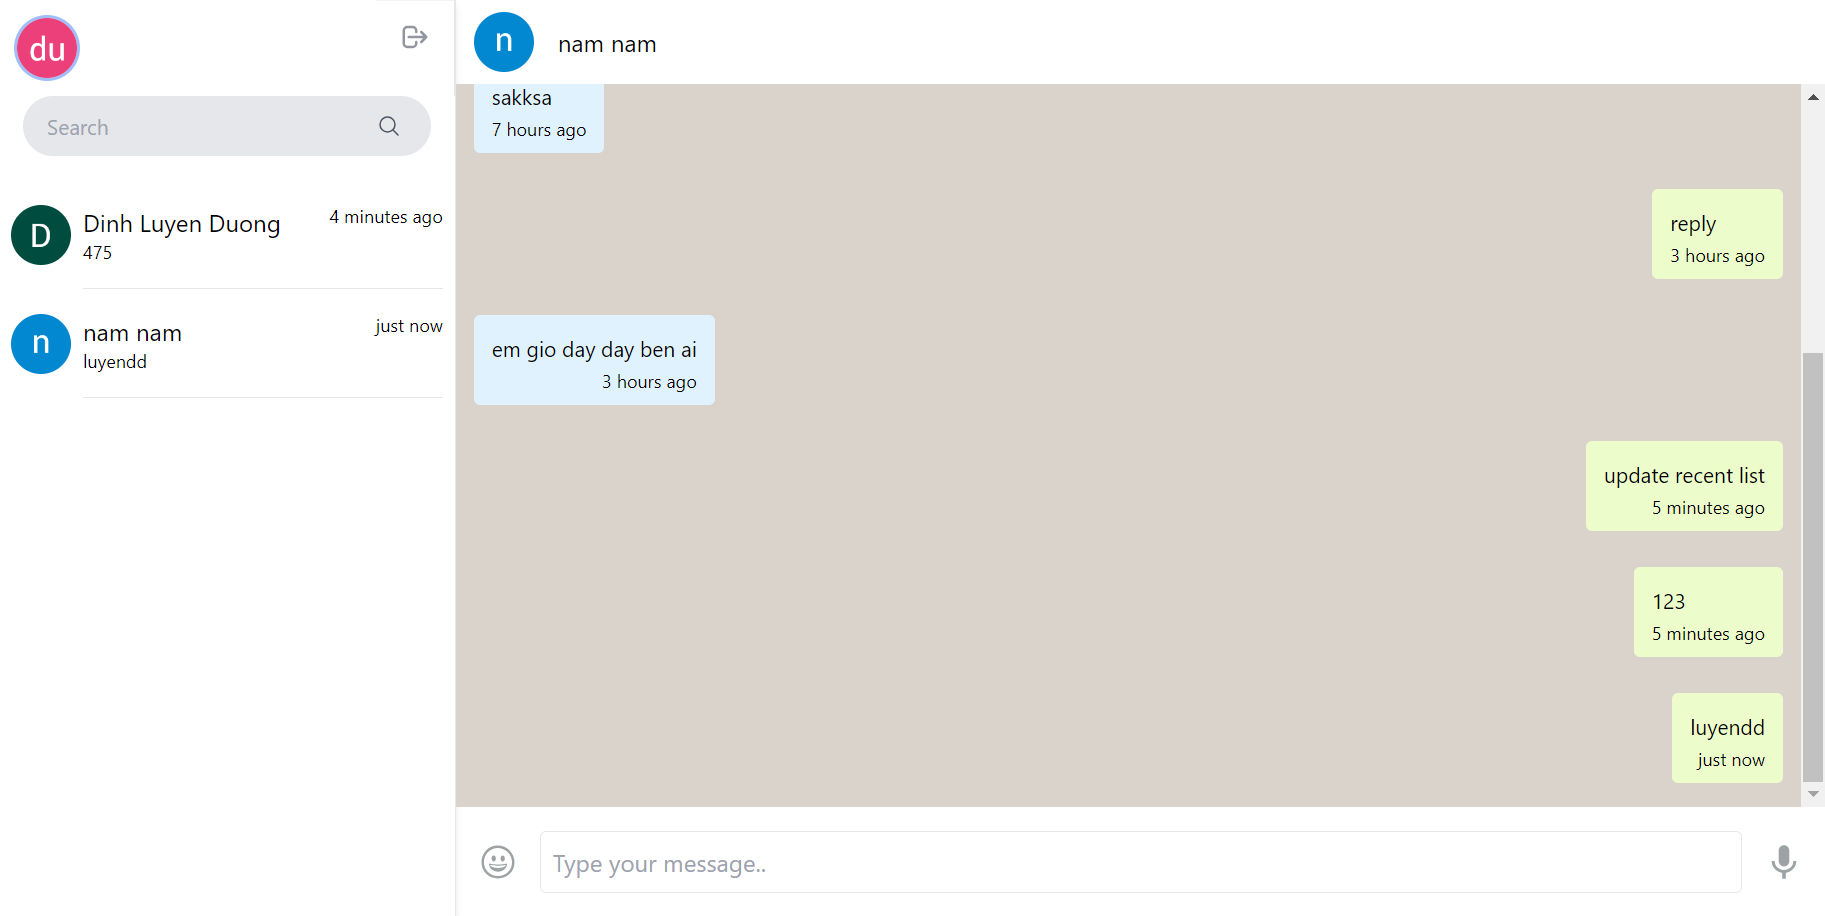 du
Search
D
Dinh Luyen Duong
4 minutes ago
475
n
nam nam
just now
luyendd
n
nam nam
sakksa
7 hours ago
reply
3 hours ago
em gio day day ben ai
3 hours ago
update recent list
5 minutes ago
123
5 minutes ago
luyendd
just now
Type your message..